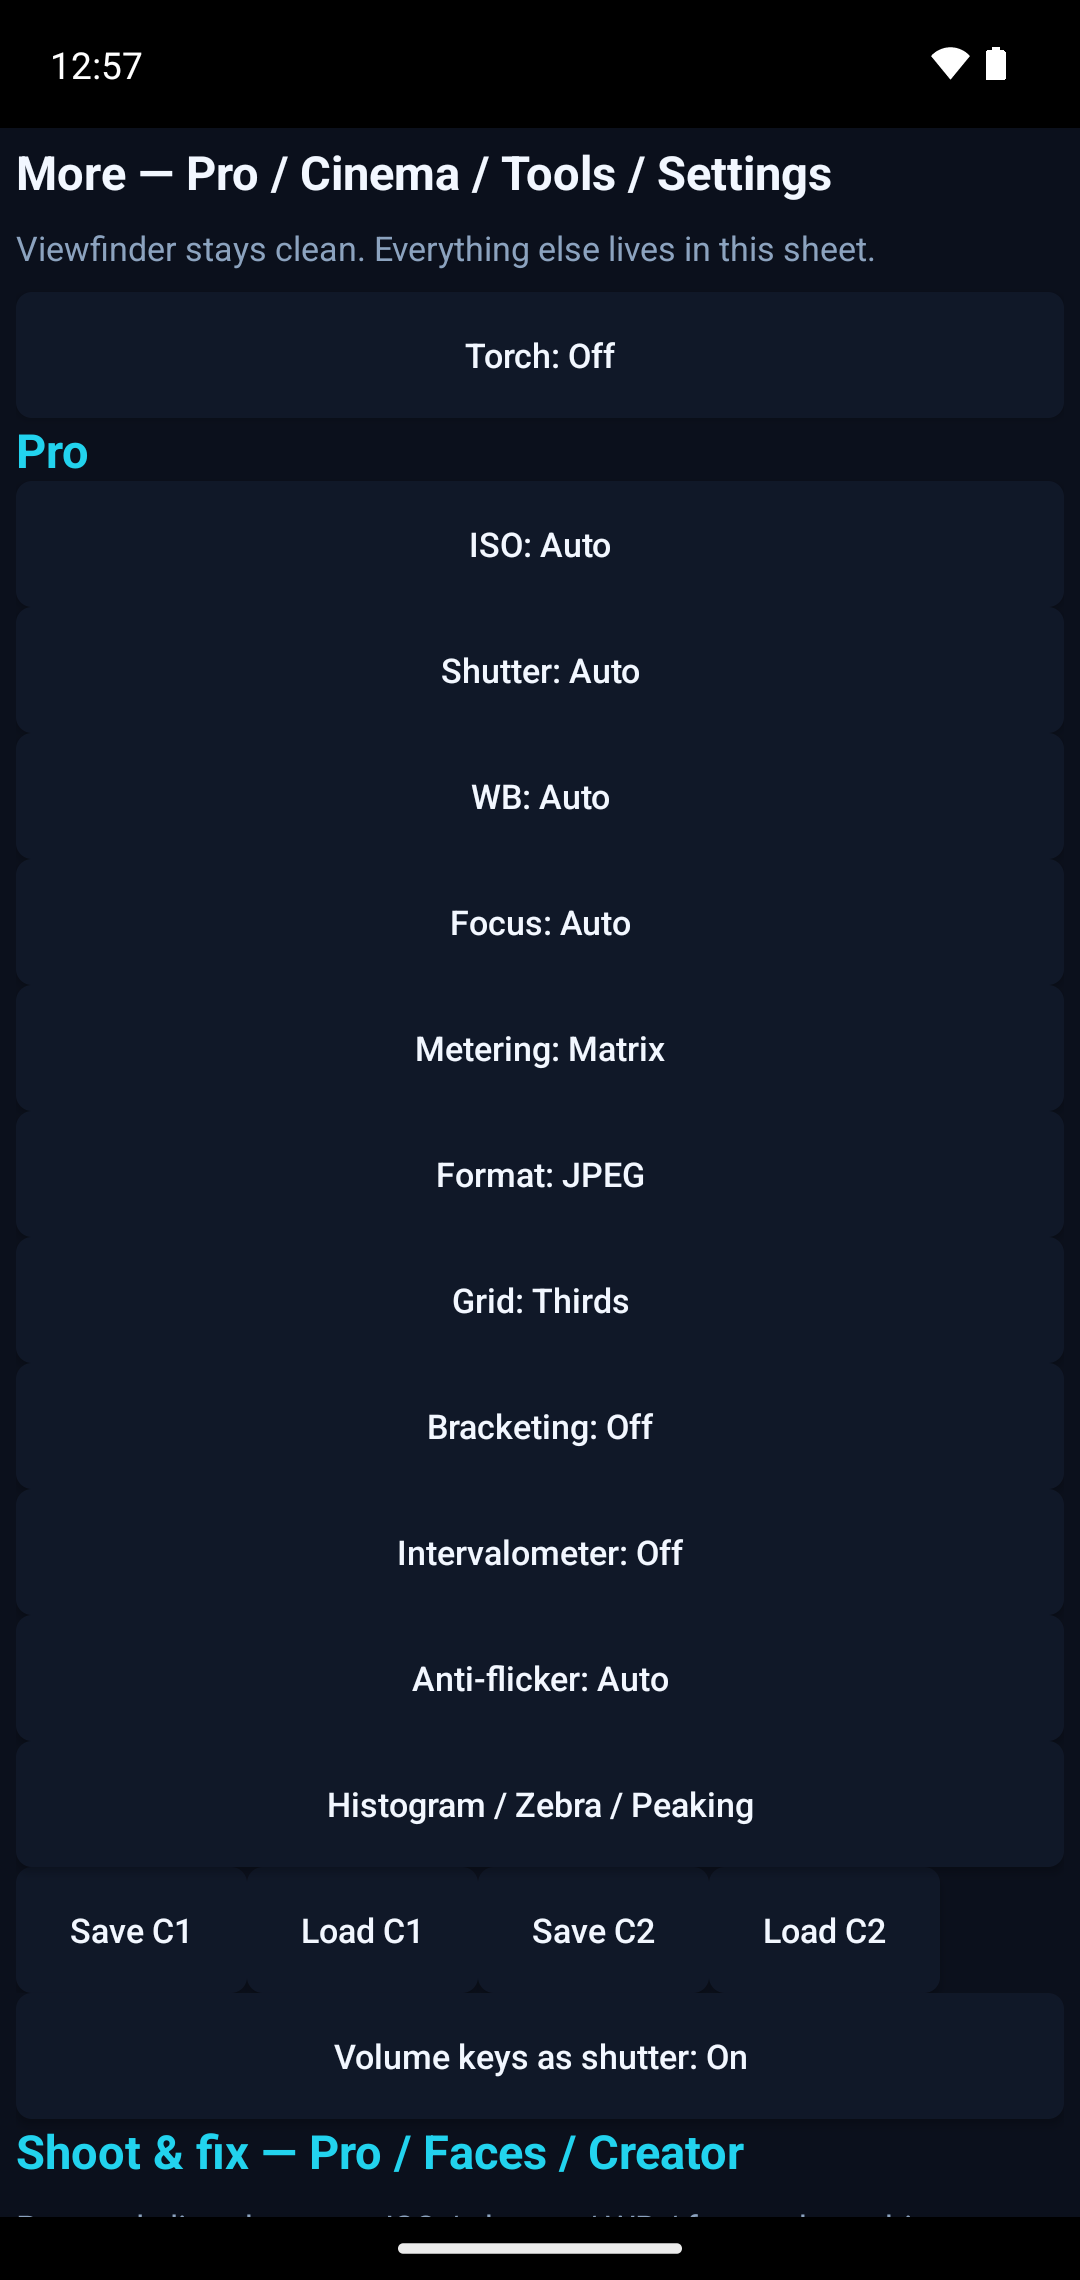 12:57
More — Pro / Cinema / Tools / Settings
Viewfinder stays clean. Everything else lives in this sheet.
Torch: Off
Pro
ISO: Auto
Shutter: Auto
WB: Auto
Focus: Auto
Metering: Matrix
Format: JPEG
Grid: Thirds
Bracketing: Off
Intervalometer: Off
Anti-flicker: Auto
Histogram / Zebra / Peaking
Save C1 Load C1 Save C2 Load C2
Volume keys as shutter: On
Shoot & fix — Pro / Faces / Creator